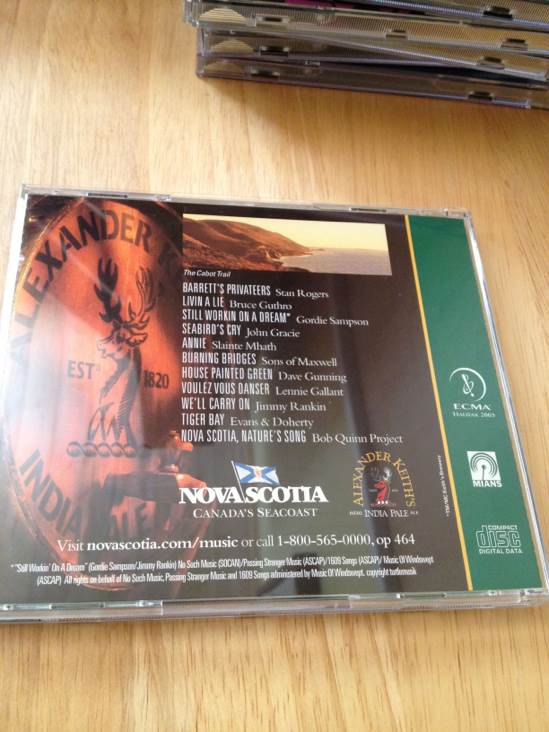 ALEXANDER K
EST 1820
INDIA
The Cabot Trail
BARRETT'S PRIVATEERS Stan Rogers
LIVIN A LIE Bruce Guthro
STILL WORKIN ON A DREAM* Gordie Sampson
SEABIRD'S CRY John Gracie
ANNIE Slainte Mhath
BURNING BRIDGES Sons of Maxwell
HOUSE PAINTED GREEN Dave Gunning
VOULEZ VOUS DANSER Lennie Gallant
WE'LL CARRY ON Jimmy Rankin
TIGER BAY Evans & Doherty
NOVA SCOTIA, NATURE'S SONG Bob Quinn Project
NOVA SCOTIA
CANADA'S SEACOAST
ALEXANDER KEITH'S
INDIA PALE ALE
Visit novascotia.com/music or call 1-800-565-0000, op 464
*"Still Workin' On A Dream" (Gordie Sampson/Jimmy Rankin) No Such Music (SOCAN)/Passing Stranger Music (ASCAP)/1609 Songs (ASCAP)/ Music Of Windswept
(ASCAP) All rights on behalf of No Such Music, Passing Stranger Music and 1609 Songs administered by Music Of Windswept. copyright turtlemusik
ECMA
HALIFAX 2003
MIANS
COMPACT
disc
DIGITAL DATA